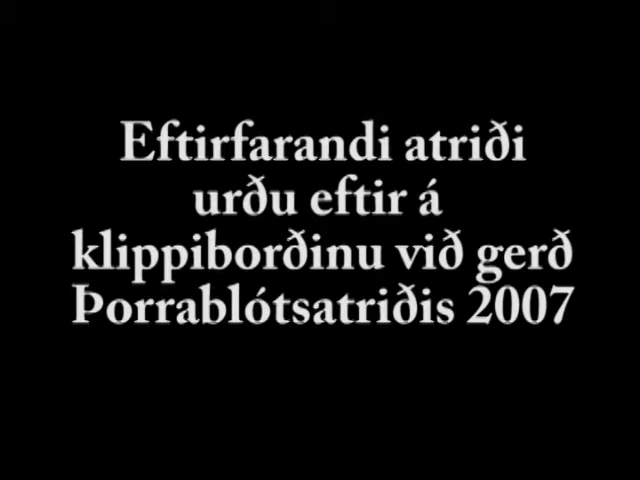 Eftirfarandi atriði
urðu eftir á
klippiborðinu við gerð
Þorrablótsatriðis 2007